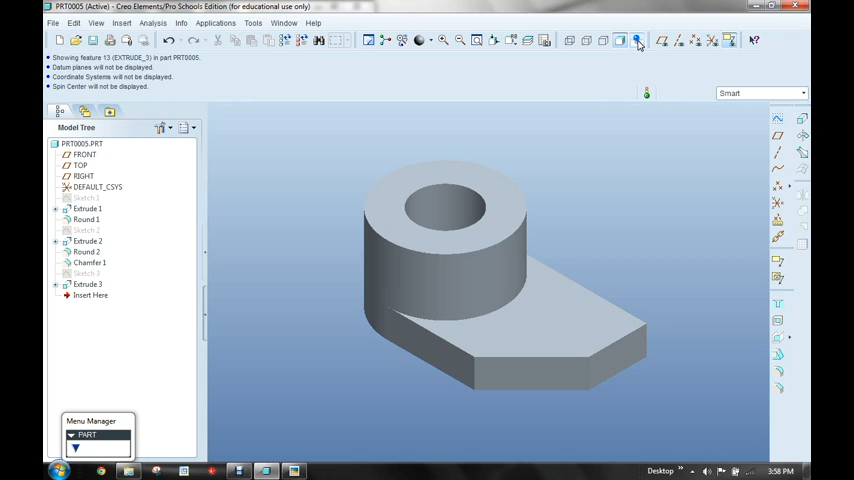 PRT0005 (Active) - Creo Elements/Pro Schools Edition (for educational use only)
File Edit View Insert Analysis Info Applications Tools Window Help
Showing feature 13 (EXTRUDE_3) in part PRT0005.
Datum planes will not be displayed.
Coordinate Systems will not be displayed.
Spin Center will not be displayed.
Smart
Model Tree
PRT0005.PRT
FRONT
TOP
RIGHT
DEFAULT_CSYS
Sketch 1
Extrude 1
Round 1
Sketch 2
Extrude 2
Round 2
Chamfer 1
Sketch 3
Extrude 3
Insert Here
Menu Manager
PART
Desktop
3:58 PM